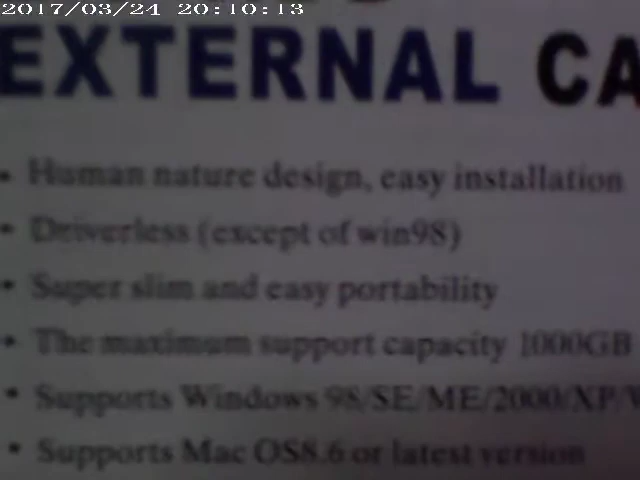 2017/03/24 20:10:13
EXTERNAL CA
• Human nature design, easy installation
• Driverless (except of win98)
• Super slim and easy portability
• The maximum support capacity 1000GB
• Supports Windows 98/SE/ME/2000/XP/V
• Supports Mac OS8.6 or latest version